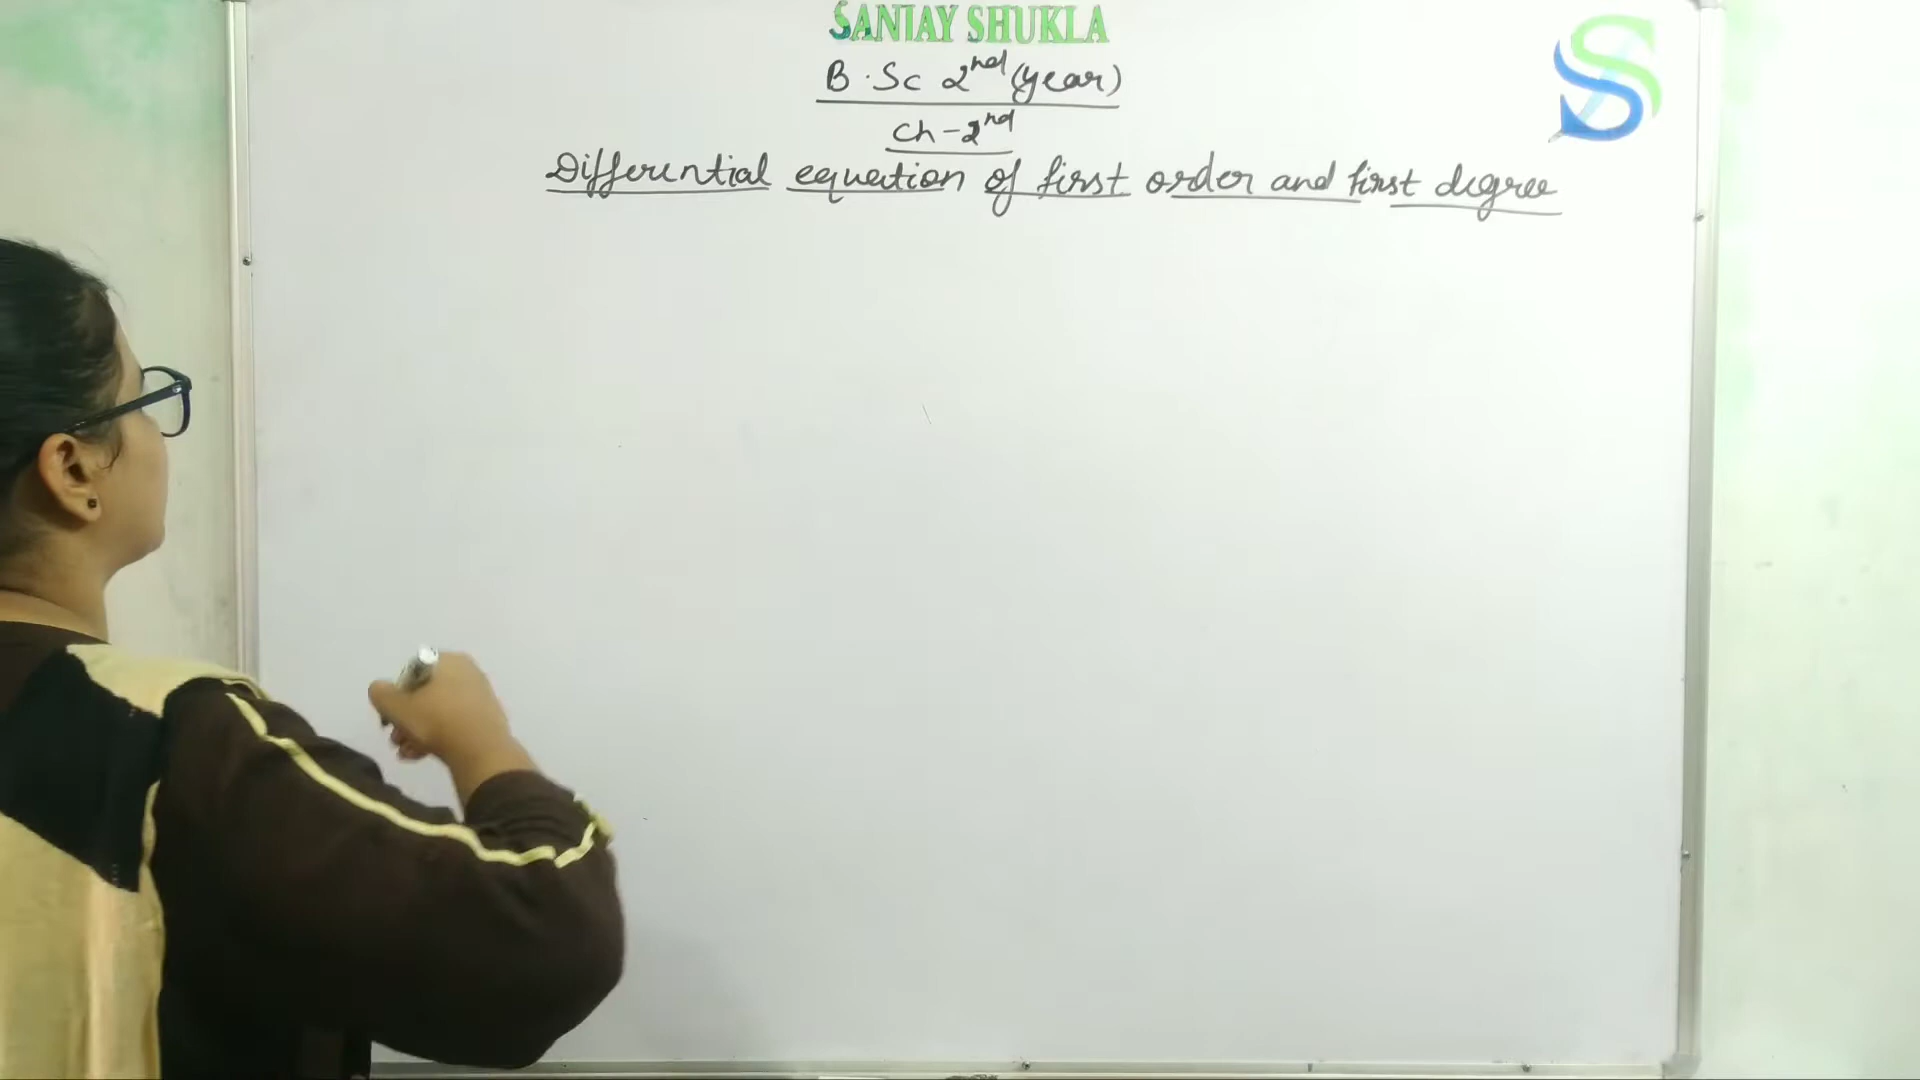 SANJAY SHUKLA
B.Sc 2nd (year)
Ch-2nd
Differential equation of first order and first degree